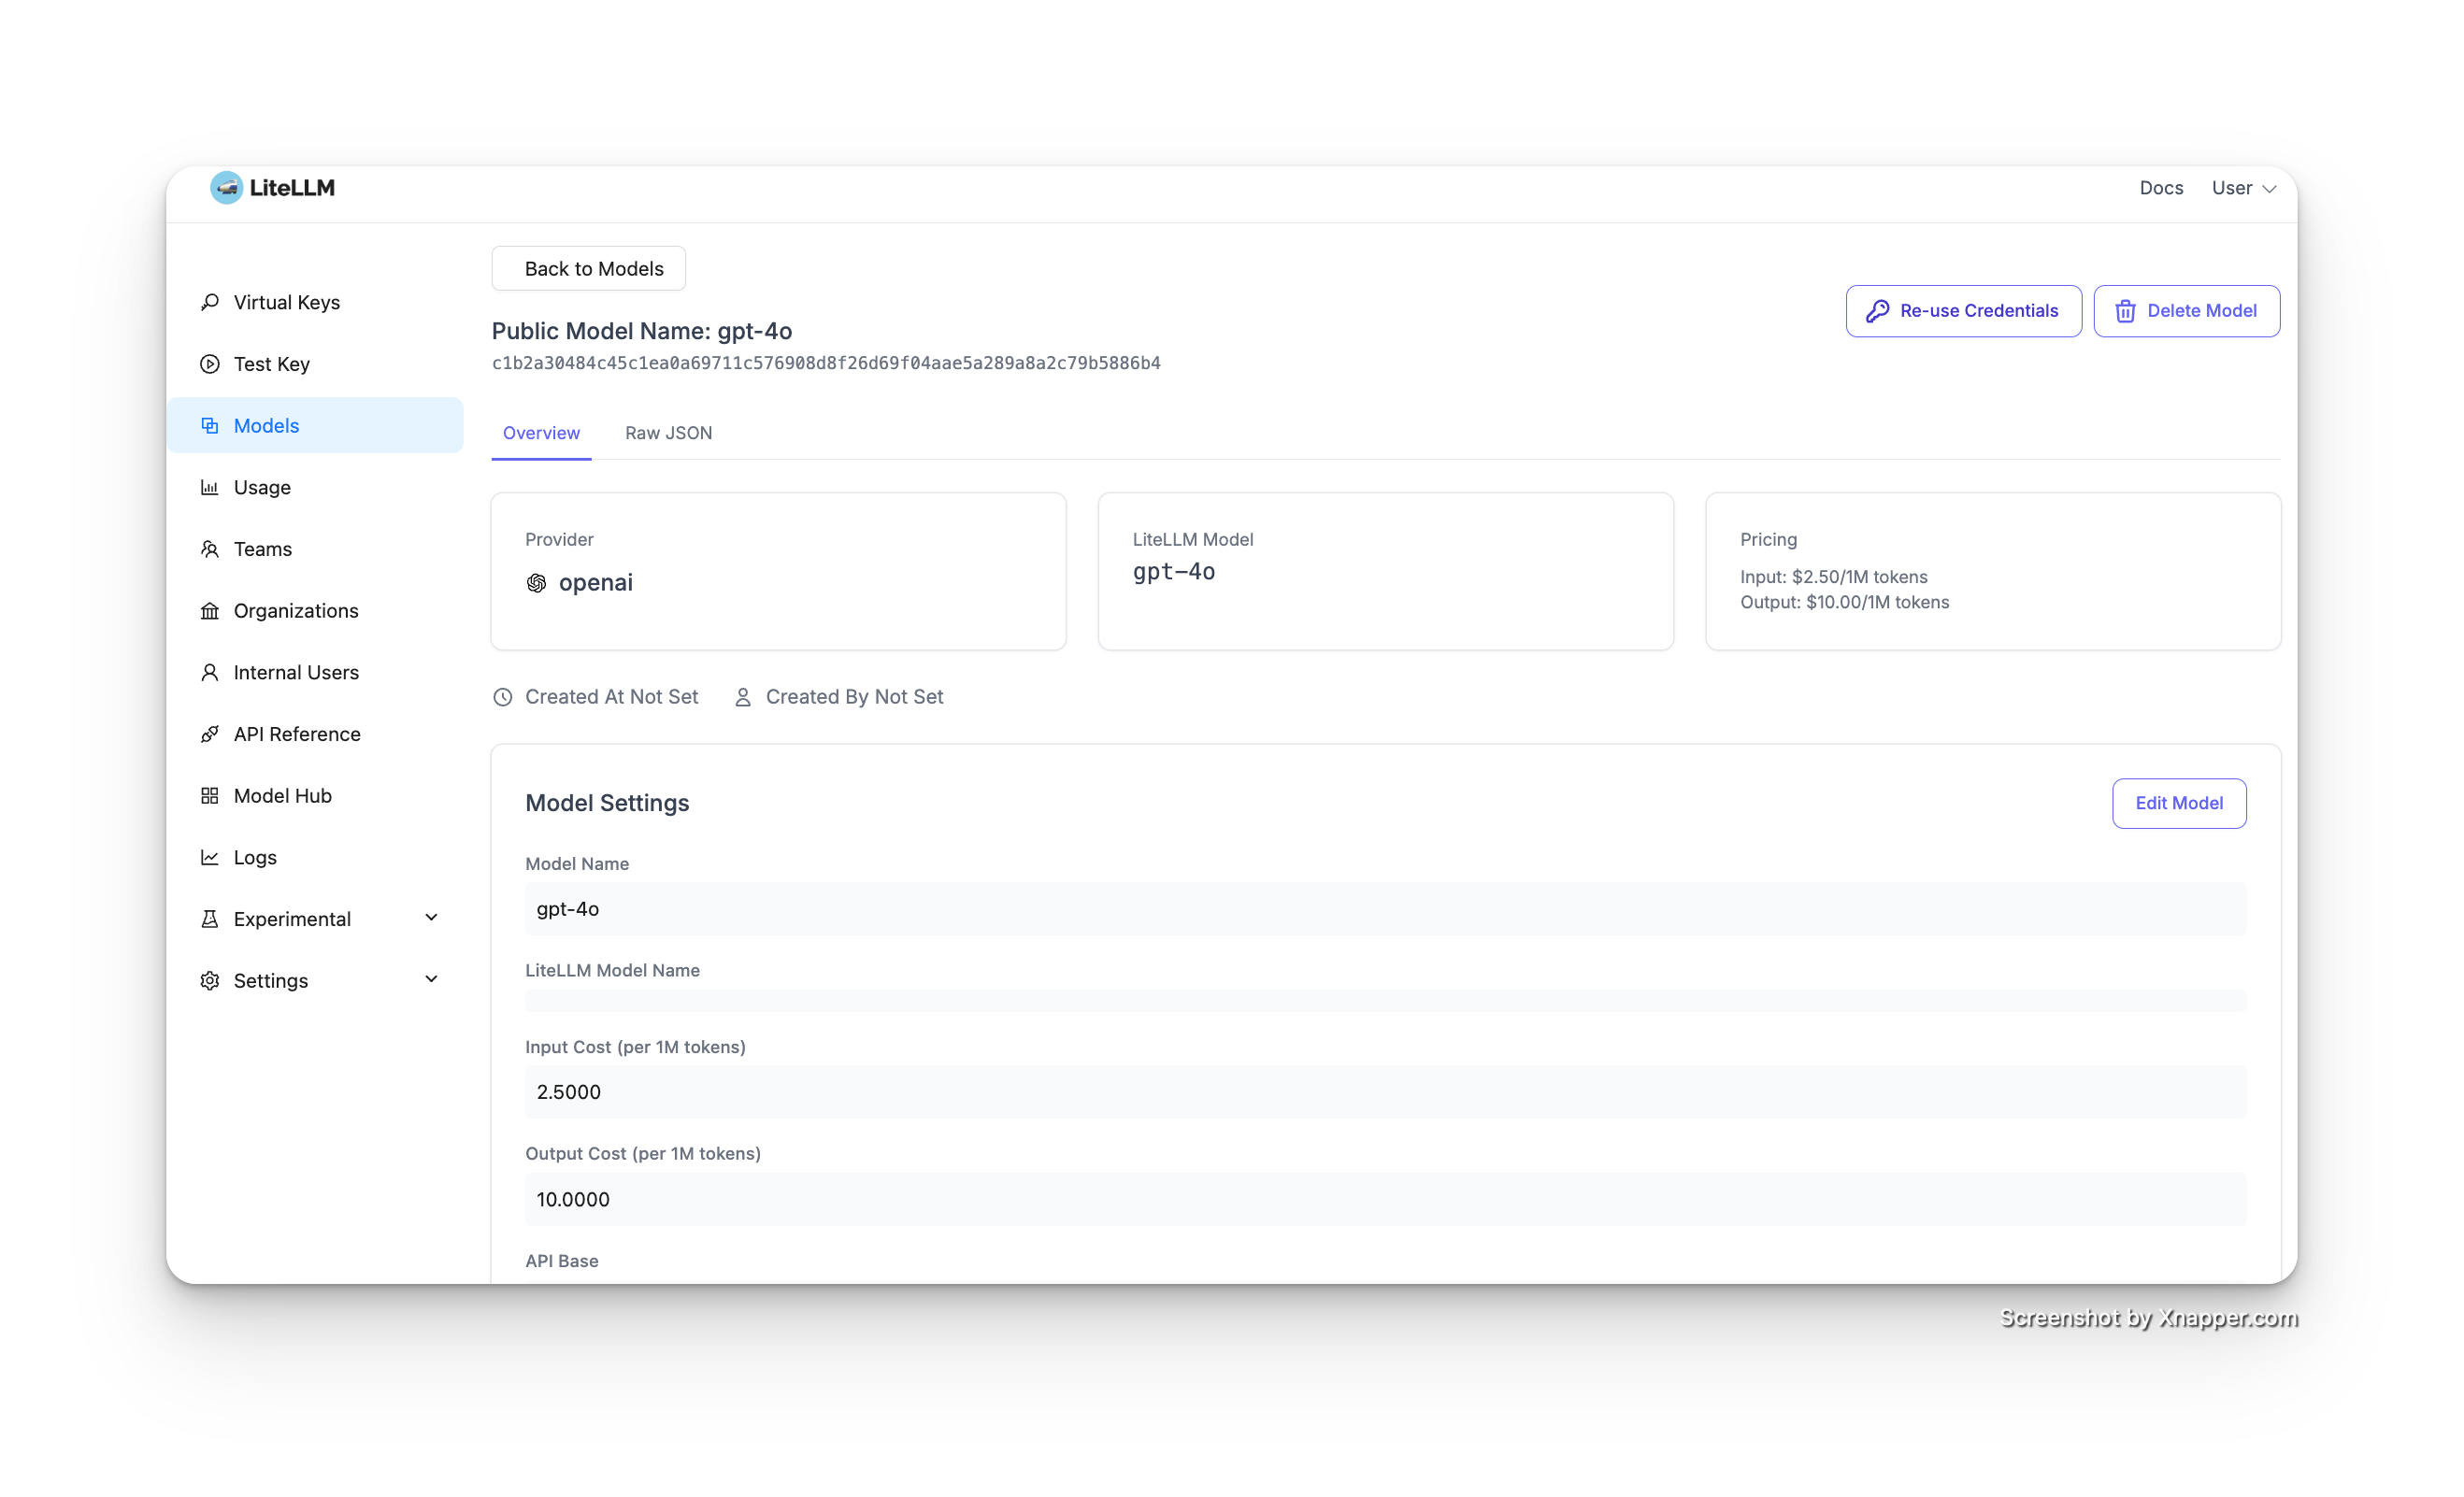 LiteLLM
Docs
User
Virtual Keys
Test Key
Models
Usage
Teams
Organizations
Internal Users
API Reference
Model Hub
Logs
Experimental
Settings
Back to Models
Public Model Name: gpt-4o
c1b2a30484c45c1ea0a69711c576908d8f26d69f04aae5a289a8a2c79b5886b4
Re-use Credentials
Delete Model
Overview
Raw JSON
Provider
openai
LiteLLM Model
gpt-4o
Pricing
Input: $2.50/1M tokens
Output: $10.00/1M tokens
Created At Not Set
Created By Not Set
Model Settings
Edit Model
Model Name
gpt-4o
LiteLLM Model Name
Input Cost (per 1M tokens)
2.5000
Output Cost (per 1M tokens)
10.0000
API Base
Screenshot by Xnapper.com